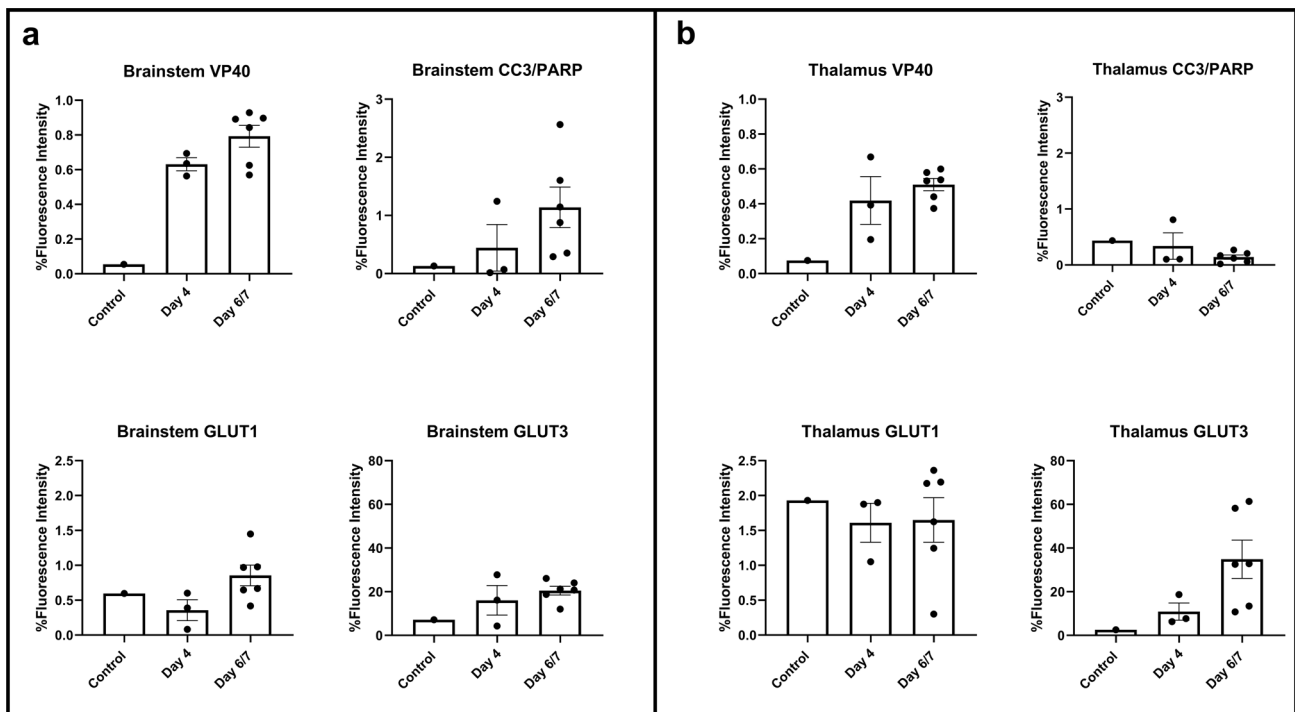 a
Brainstem VP40
%Fluorescence Intensity
1.0
0.8
0.6
0.4
0.2
0.0
Control
Day 4
Day 6/7
Brainstem CC3/PARP
%Fluorescence Intensity
3
2
1
0
Control
Day 4
Day 6/7
Brainstem GLUT1
%Fluorescence Intensity
2.5
2.0
1.5
1.0
0.5
0.0
Control
Day 4
Day 6/7
Brainstem GLUT3
%Fluorescence Intensity
80
60
40
20
0
Control
Day 4
Day 6/7
b
Thalamus VP40
%Fluorescence Intensity
1.0
0.8
0.6
0.4
0.2
0.0
Control
Day 4
Day 6/7
Thalamus CC3/PARP
%Fluorescence Intensity
3
2
1
0
Control
Day 4
Day 6/7
Thalamus GLUT1
%Fluorescence Intensity
2.5
2.0
1.5
1.0
0.5
0.0
Control
Day 4
Day 6/7
Thalamus GLUT3
%Fluorescence Intensity
80
60
40
20
0
Control
Day 4
Day 6/7